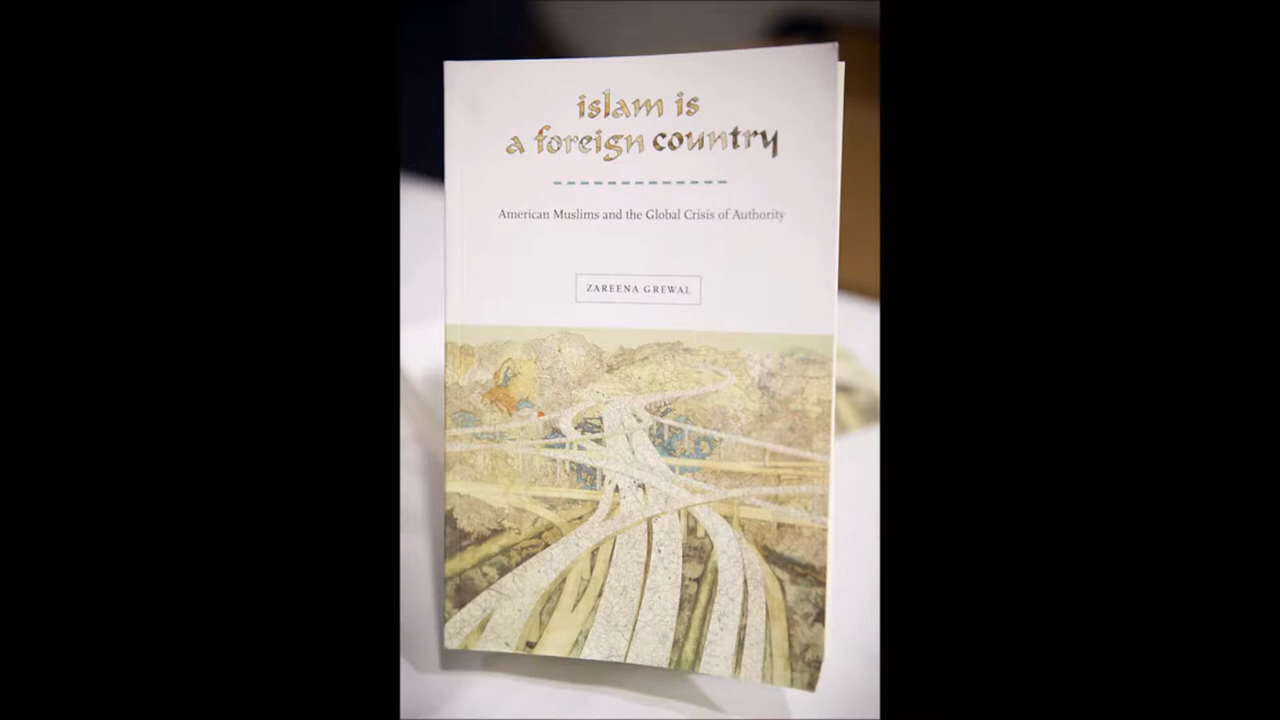 islam is
a foreign country
American Muslims and the Global Crisis of Authority
ZAREENA GREWAL